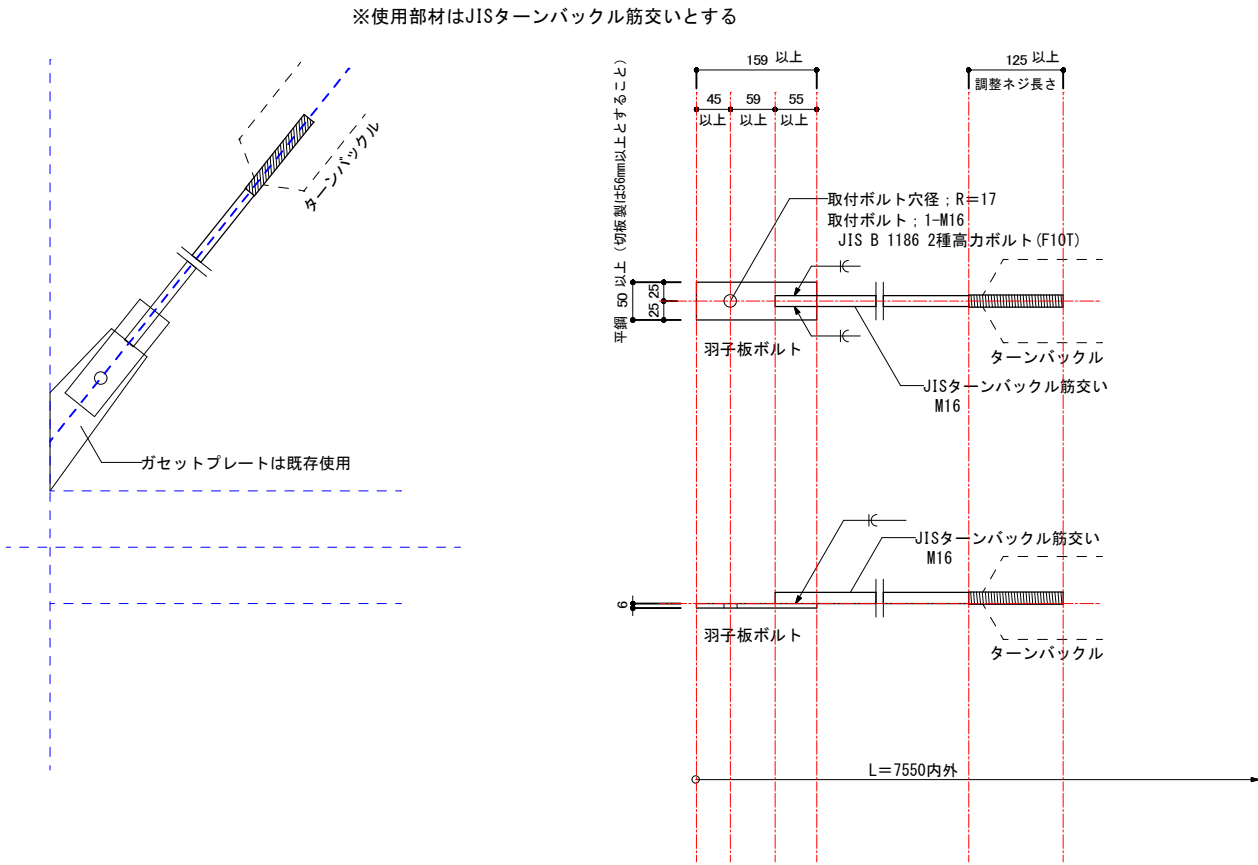 ※使用部材はJISターンバックル筋交いとする
ターンバックル
ガセットプレートは既存使用
159 以上
125 以上
調整ネジ長さ
45
以上
59
以上
55
以上
平鋼 50 以上 (切板製は56mm以上とすること)
25 25
取付ボルト穴径 ; R=17
取付ボルト ; 1-M16
JIS B 1186 2種高力ボルト(F10T)
羽子板ボルト
ターンバックル
JISターンバックル筋交い
M16
JISターンバックル筋交い
M16
6
羽子板ボルト
ターンバックル
L=7550内外